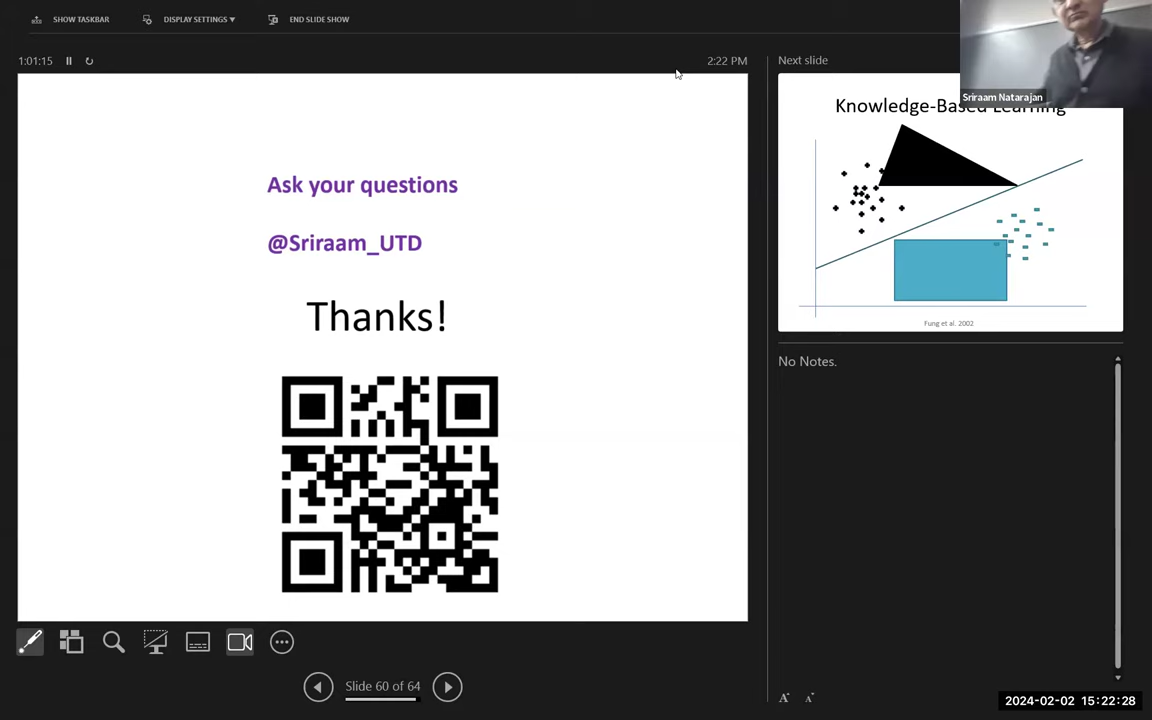 SHOW TASKBAR
DISPLAY SETTINGS ▼
END SLIDE SHOW
1:01:15
2:22 PM
Ask your questions
@Sriraam_UTD
Thanks!
Next slide
Sriraam Natarajan
Knowledge-Based Learning
Fung et al. 2002
No Notes.
Slide 60 of 64
A A
2024-02-02 15:22:28